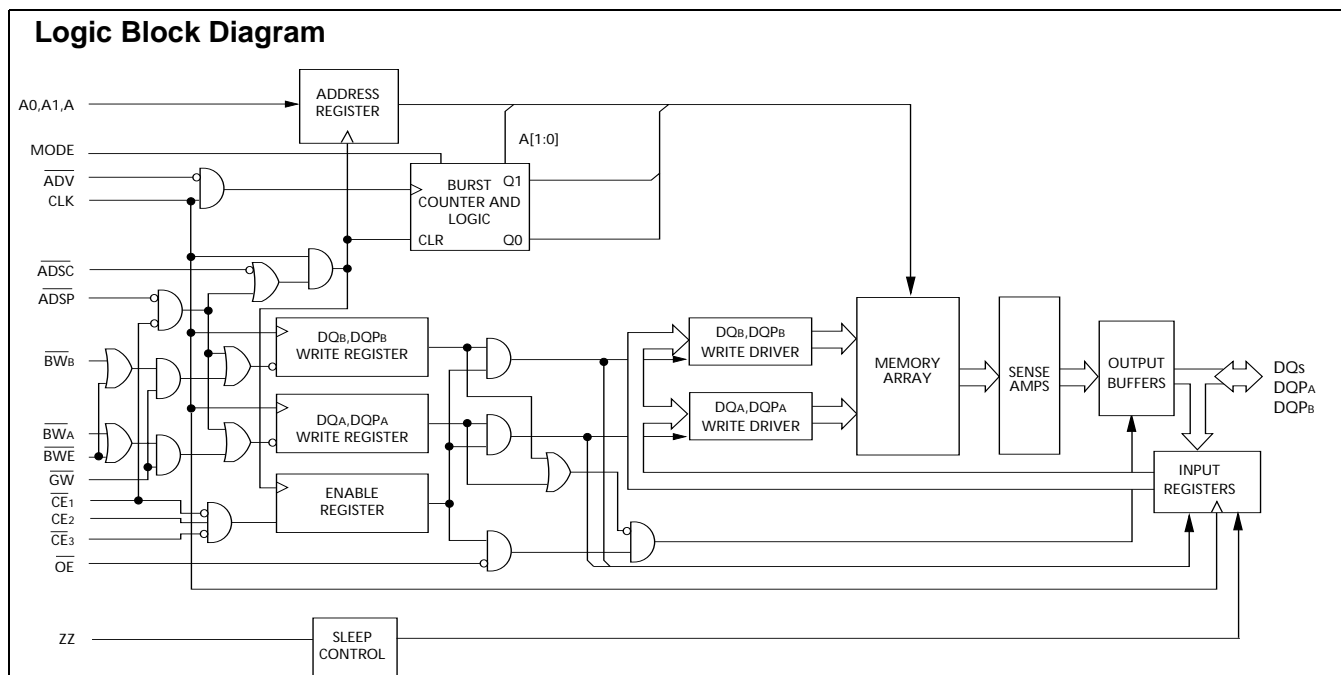 Logic Block Diagram
A0,A1,A
ADDRESS
REGISTER
A[1:0]
MODE
ADV
CLK
BURST
COUNTER AND
LOGIC
Q1
CLR
Q0
ADSC
ADSP
DQB,DQPB
WRITE REGISTER
DQB,DQPB
WRITE DRIVER
MEMORY
ARRAY
SENSE
AMPS
OUTPUT
BUFFERS
DQs
DQPA
DQPB
BWB
DQA,DQPA
WRITE REGISTER
DQA,DQPA
WRITE DRIVER
BWA
BWE
GW
CE1
CE2
CE3
ENABLE
REGISTER
INPUT
REGISTERS
OE
ZZ
SLEEP
CONTROL